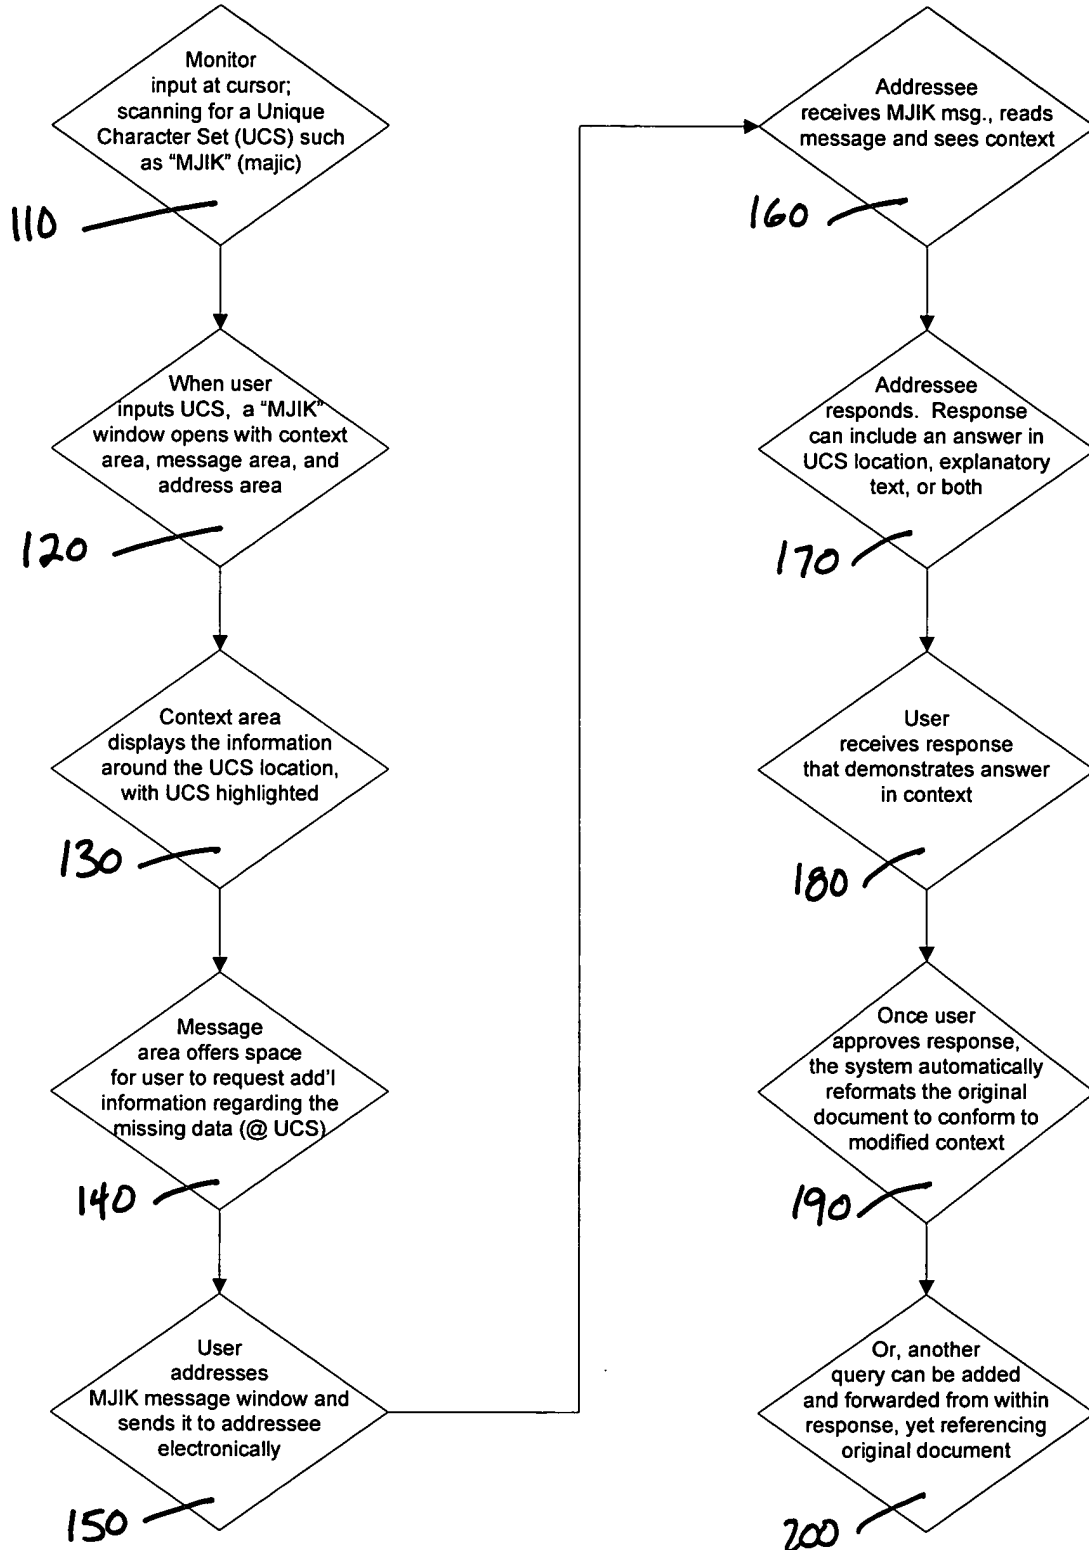 Monitor
input at cursor;
scanning for a Unique
Character Set (UCS) such
as "MJIK" (majic)
110
When user
inputs UCS, a "MJIK"
window opens with context
area, message area, and
address area
120
Context area
displays the information
around the UCS location,
with UCS highlighted
130
Message
area offers space
for user to request add'l
information regarding the
missing data (@ UCS)
140
User
addresses
MJIK message window and
sends it to addressee
electronically
150
Addressee
receives MJIK msg., reads
message and sees context
160
Addressee
responds. Response
can include an answer in
UCS location, explanatory
text, or both
170
User
receives response
that demonstrates answer
in context
180
Once user
approves response,
the system automatically
reformats the original
document to conform to
modified context
190
Or, another
query can be added
and forwarded from within
response, yet referencing
original document
200